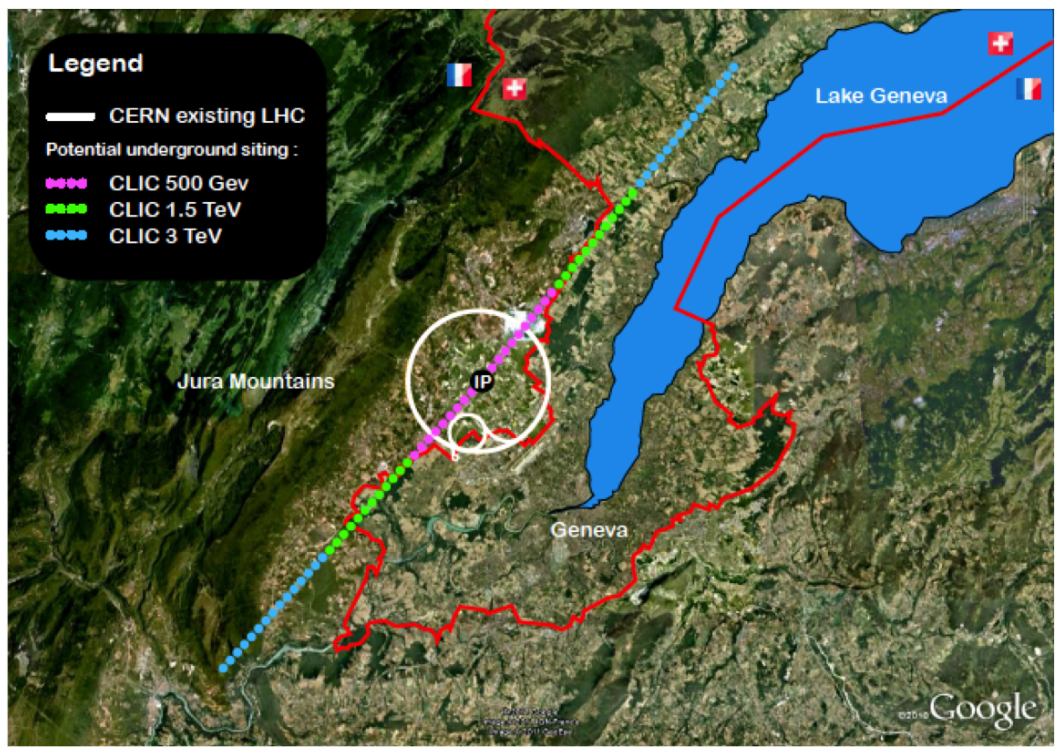 Legend
CERN existing LHC
Potential underground siting :
CLIC 500 Gev
CLIC 1.5 TeV
CLIC 3 TeV
Lake Geneva
Jura Mountains
IP
Geneva
©2010 Google